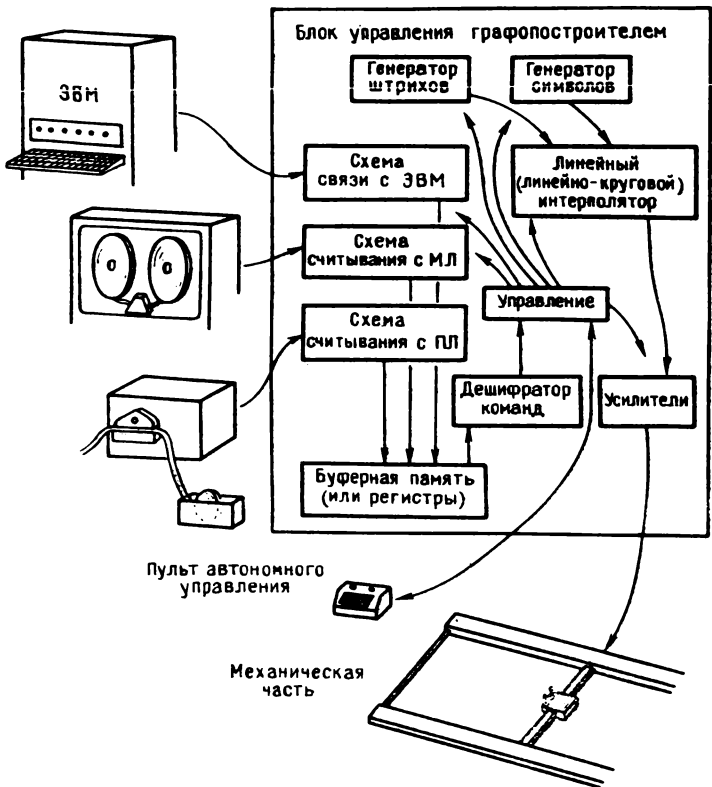 Блок управления графопостроителем
ЭВМ
Генератор
штрихов
Генератор
символов
Схема
связи с ЭВМ
Линейный
(линейно-круговой)
интерполятор
Схема
считывания с МЛ
Управление
Схема
считывания с ПЛ
Дешифратор
команд
Усилители
Буферная память
(или регистры)
Пульт автономного
управления
Механическая
часть